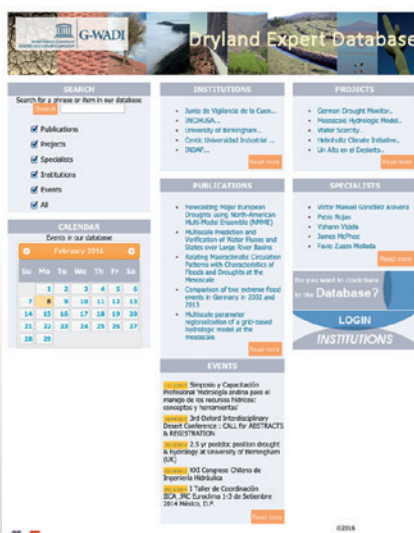 G-WADI
Dryland Expert Database
SEARCH
Search for a phrase or item in our database
Search
Publications
Projects
Specialists
Institutions
Events
All
CALENDAR
Events in our database
February 2016
Su Mo Tu We Th Fr Sa
1 2 3 4 5 6
7 8 9 10 11 12 13
14 15 16 17 18 19 20
21 22 23 24 25 26 27
28 29
INSTITUTIONS
Junta de Vigilancia de la Cuen...
INCIHUSA...
University of Birmingham...
Centic Universidad Industrial ...
INDAP...
Read more
PUBLICATIONS
Forecasting Major European
Droughts using North-American
Multi-Model Ensemble (NMME)
Multiscale Prediction and
Verification of Water Fluxes and
States over Large River Basins
Relating Macroclimatic Circulation
Patterns with Characteristics of
Floods and Droughts at the
Mesoscale
Comparison of two extreme flood
events in Germany in 2002 and
2013
Multiscale parameter
regionalization of a grid-based
hydrologic model at the
mesoscale
Read more
EVENTS
Simposio y Capacitación
Profesional 'Hidrología andina para el
manejo de los recursos hídricos:
conceptos y herramientas'
3rd Oxford Interdisciplinary
Desert Conference : CALL for ABSTRACTS
& REGISTRATION
2.5 yr postdoc position drought
& hydrology at University of Birmingham
(UK)
XXI Congreso Chileno de
Ingeniería Hidráulica
I Taller de Coordinación
IICA_JRC Euroclima 1-3 de Setiembre
2014 México, D.F.
Read more
PROJECTS
German Drought Monitor...
Mesoscale Hydrologic Model...
Water Scarcity...
Helmholtz Climate Initiative...
Un Alto en el Desierto...
Read more
SPECIALISTS
Victor Manuel González Aravena
Pablo Rojas
Yohann Videla
James McPhee
Read more
Do you want to contribute
to the Database?
LOGIN
INSTITUTIONS
©2016